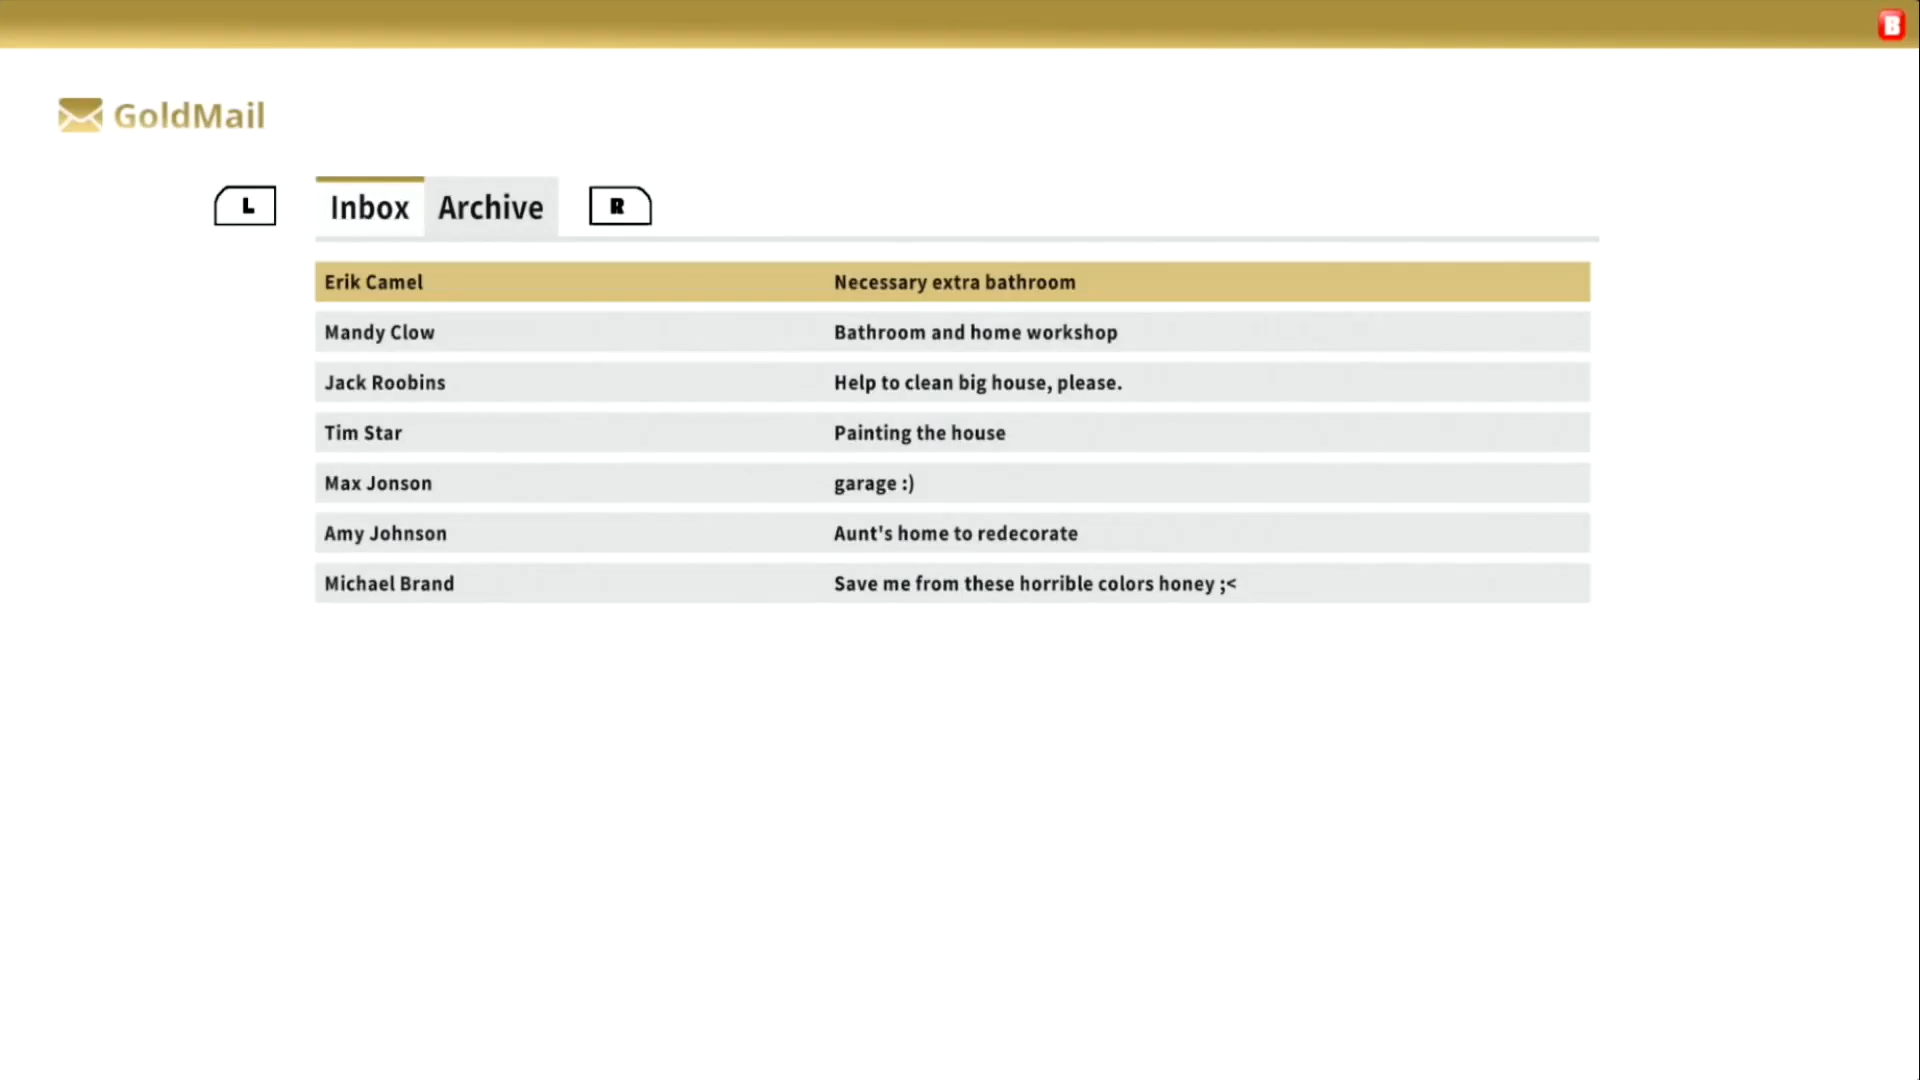 B
GoldMail
L Inbox Archive R
Erik Camel Necessary extra bathroom
Mandy Clow Bathroom and home workshop
Jack Roobins Help to clean big house, please.
Tim Star Painting the house
Max Jonson garage :)
Amy Johnson Aunt's home to redecorate
Michael Brand Save me from these horrible colors honey ;<